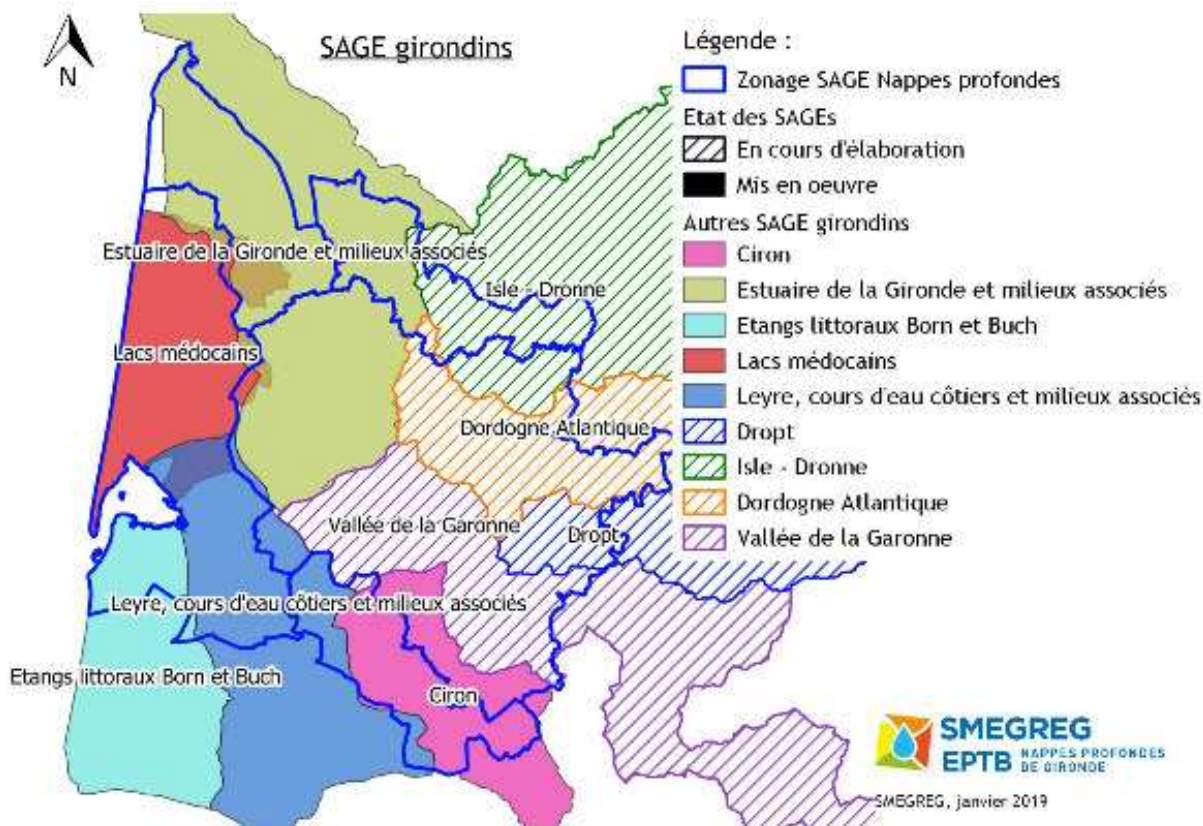 SAGE girondins
N
Estuaire de la Gironde et milieux associés
Isle - Dronne
Lacs médocains
Dordogne Atlantique
Vallée de la Garonne
Dropt
Leyre, cours d'eau côtiers et milieux associés
Etangs littoraux Born et Buch
Ciron
Légende :
Zonage SAGE Nappes profondes
Etat des SAGEs
En cours d'élaboration
Mis en oeuvre
Autres SAGE girondins
Ciron
Estuaire de la Gironde et milieux associés
Etangs littoraux Born et Buch
Lacs médocains
Leyre, cours d'eau côtiers et milieux associés
Dropt
Isle - Dronne
Dordogne Atlantique
Vallée de la Garonne
SMEGREG
EPTB NAPPES PROFONDES
DE GIRONDE
SMEGREG, janvier 2019